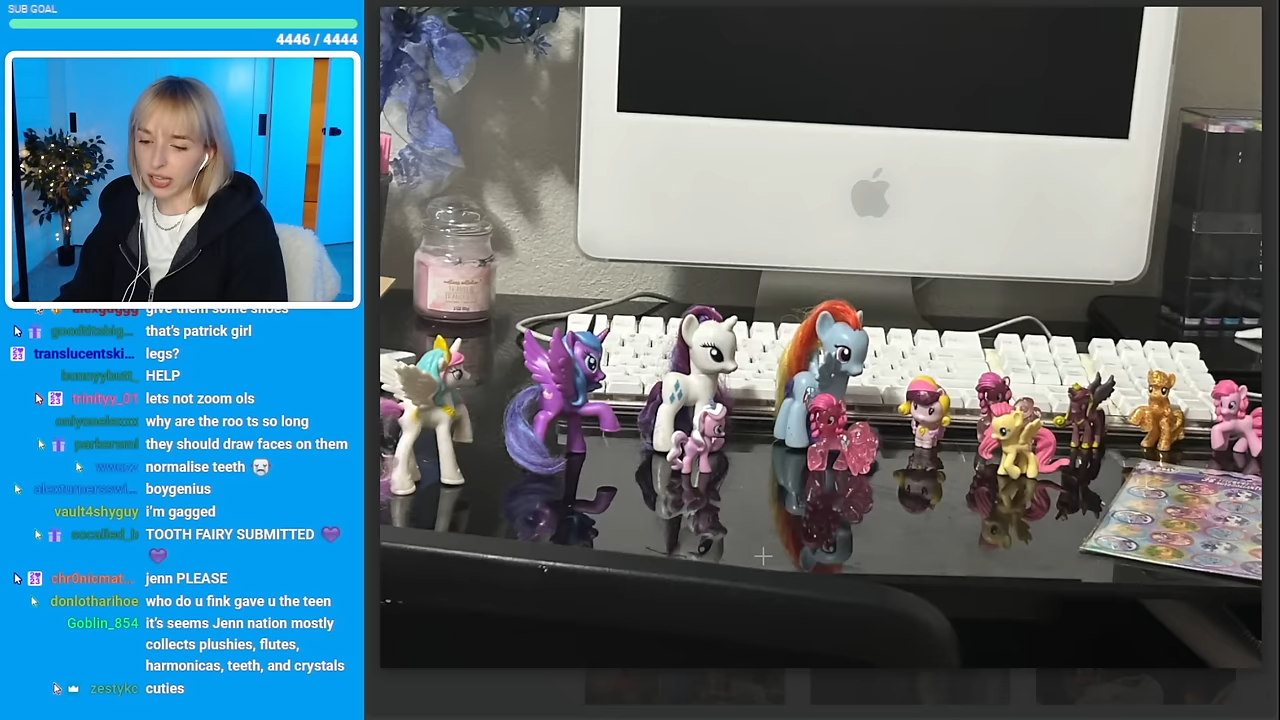 SUB GOAL
4446 / 4444
give them some shoes
that's patrick girl
translucentski... legs?
HELP
trinityy_01 lets not zoom ols
why are the roo ts so long
they should draw faces on them
normalise teeth
boygenius
vault4shyguy i'm gagged
TOOTH FAIRY SUBMITTED
chr0nicmat... jenn PLEASE
donlotharihoe who do u fink gave u the teen
Goblin_854 it's seems Jenn nation mostly
collects plushies, flutes,
harmonicas, teeth, and crystals
zestykc cuties